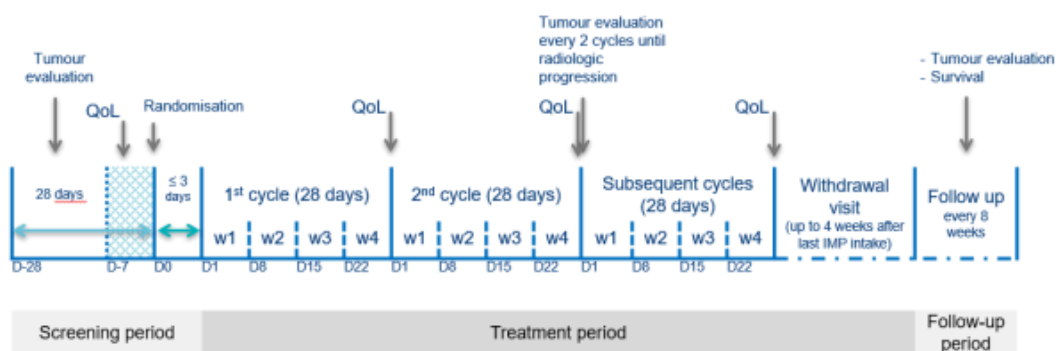 Tumour evaluation
every 2 cycles until
radiologic
progression
Tumour
evaluation
- Tumour evaluation
- Survival
QoL
Randomisation
QoL
QoL
QoL
28 days
≤ 3
days
1st cycle (28 days)
2nd cycle (28 days)
Subsequent cycles
(28 days)
Withdrawal
visit
(up to 4 weeks after
last IMP intake)
Follow up
every 8
weeks
w1 w2 w3 w4 w1 w2 w3 w4 w1 w2 w3 w4
D-28 D-7 D0 D1 D8 D15 D22 D1 D8 D15 D22 D1 D8 D15 D22
Screening period
Treatment period
Follow-up
period